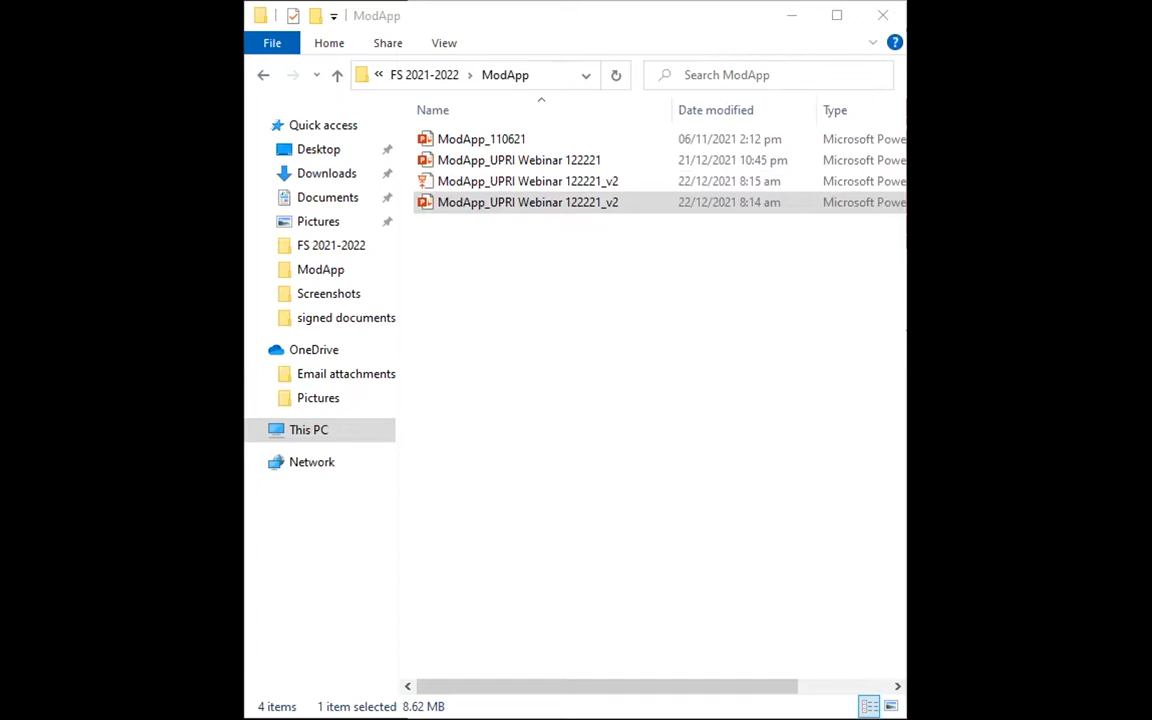 ModApp
File Home Share View
« FS 2021-2022 › ModApp
Search ModApp
Name Date modified Type
ModApp_110621 06/11/2021 2:12 pm Microsoft Powe
ModApp_UPRI Webinar 122221 21/12/2021 10:45 pm Microsoft Powe
ModApp_UPRI Webinar 122221_v2 22/12/2021 8:15 am Microsoft Powe
ModApp_UPRI Webinar 122221_v2 22/12/2021 8:14 am Microsoft Powe
Quick access
Desktop
Downloads
Documents
Pictures
FS 2021-2022
ModApp
Screenshots
signed documents
OneDrive
Email attachments
Pictures
This PC
Network
4 items 1 item selected 8.62 MB